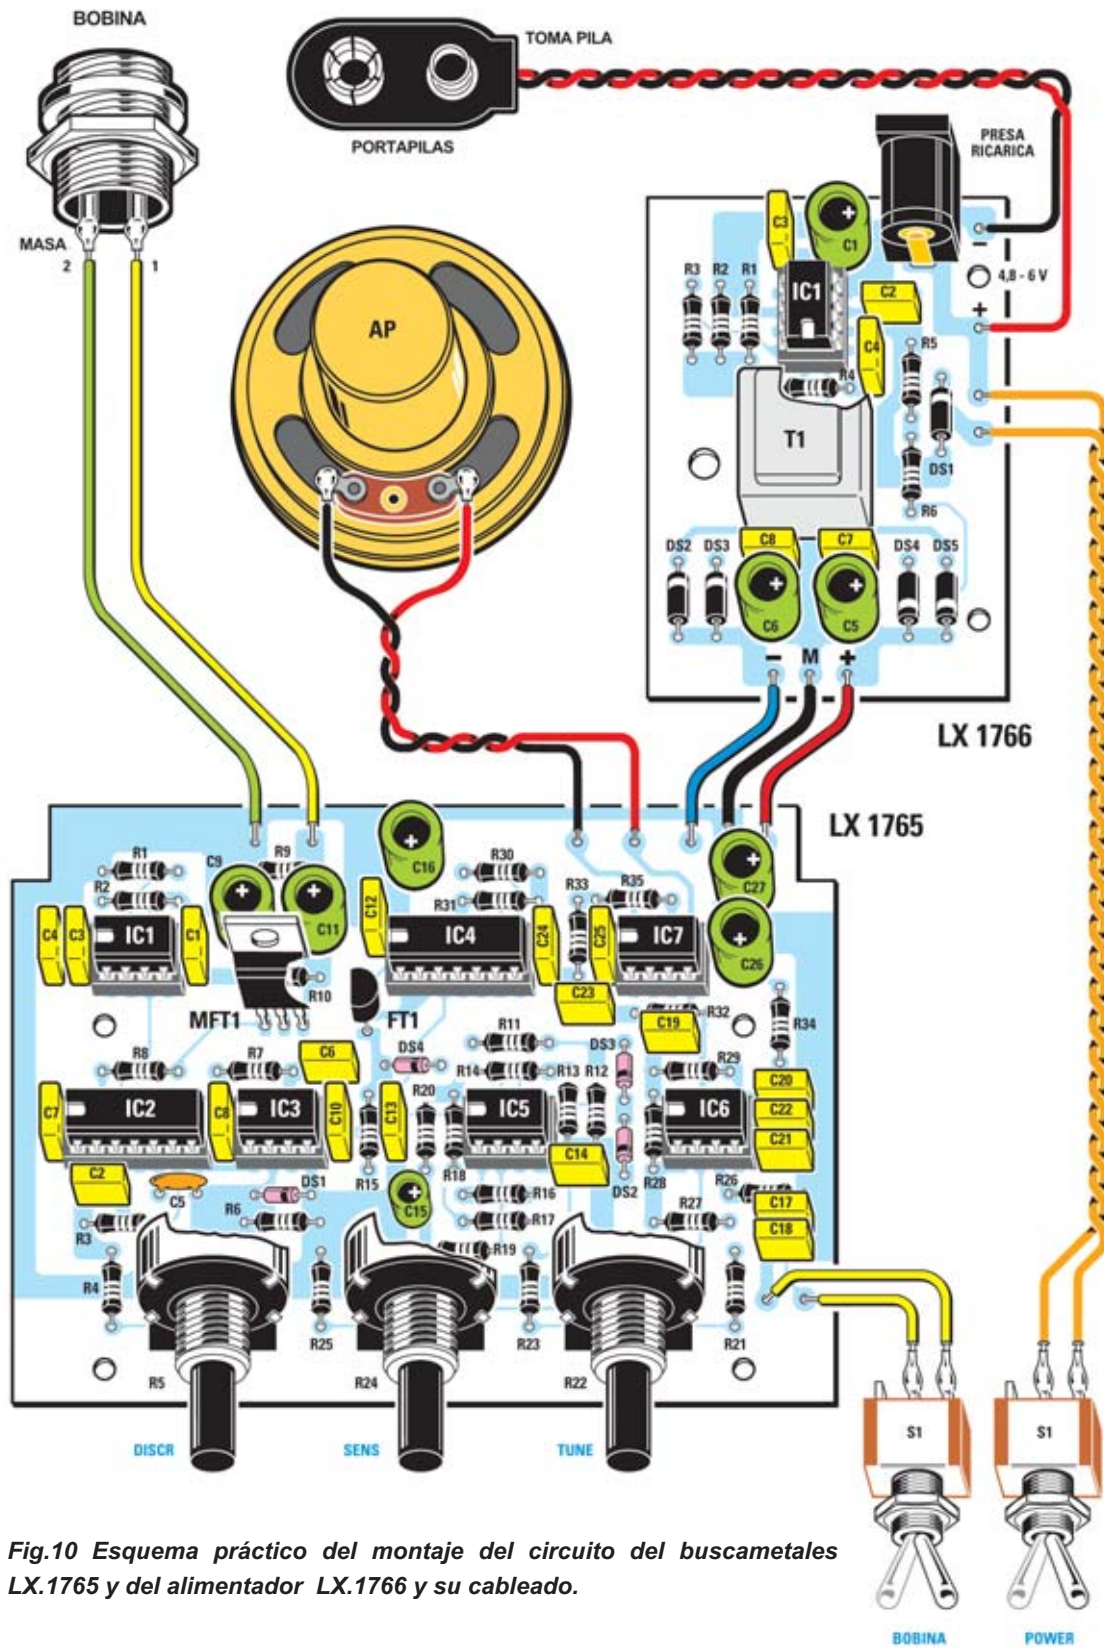 BOBINA
TOMA PILA
PORTAPILAS
PRESA
RICARICA
MASA
2
1
AP
C3
C1
−
4,8 - 6 V
+
R3
R2
R1
IC1
C2
C4
R5
R4
T1
DS1
R6
DS2
DS3
C8
C7
DS4
DS5
+
+
C6
C5
− M +
LX 1766
LX 1765
R1
C9
R9
C16
R30
R2
R31
R33
R35
C27
C4
C3
IC1
C1
C11
C12
IC4
C24
C25
IC7
C26
R10
C23
MFT1
FT1
C19
R32
R34
R8
R7
C6
DS4
R11
DS3
R14
R13
R12
R29
C20
C7
IC2
C8
IC3
C10
C13
R20
IC5
IC6
C22
C21
C14
C2
C5
DS1
R15
R18
R16
DS2
R28
R26
C17
R3
R6
C15
R17
R27
C18
R19
R4
R25
R23
R21
R5
R24
R22
DISCR
SENS
TUNE
S1
S1
BOBINA
POWER
Fig.10 Esquema práctico del montaje del circuito del buscametales
LX.1765 y del alimentador LX.1766 y su cableado.